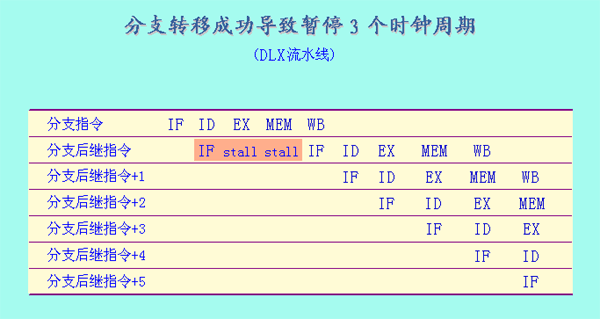 分支转移成功导致暂停 3 个时钟周期
(DLX流水线)
分支指令 IF ID EX MEM WB
分支后继指令 IF stall stall IF ID EX MEM WB
分支后继指令+1 IF ID EX MEM WB
分支后继指令+2 IF ID EX MEM
分支后继指令+3 IF ID EX
分支后继指令+4 IF ID
分支后继指令+5 IF